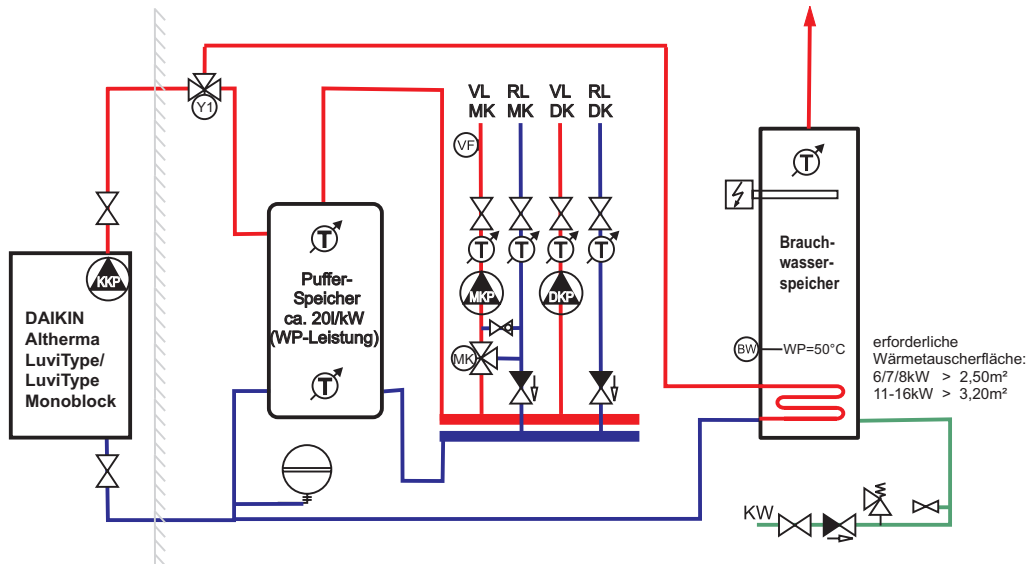 Y1
VL RL VL RL
MK MK DK DK
VF
T
KKP
DAIKIN
Altherma
LuviType/
LuviType
Monoblock
T
Puffer-
Speicher
ca. 20l/kW
(WP-Leistung)
T
T T T T
MKP DKP
MK
Brauch-
wasser-
speicher
BW WP=50°C
erforderliche
Wärmetauscherfläche:
6/7/8kW > 2,50m²
11-16kW > 3,20m²
KW